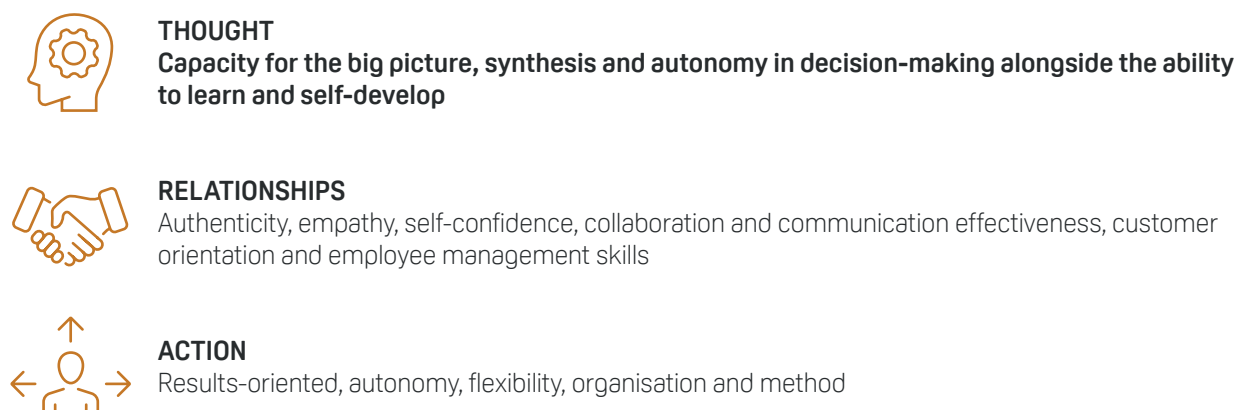 THOUGHT
Capacity for the big picture, synthesis and autonomy in decision-making alongside the ability
to learn and self-develop
RELATIONSHIPS
Authenticity, empathy, self-confidence, collaboration and communication effectiveness, customer
orientation and employee management skills
ACTION
Results-oriented, autonomy, flexibility, organisation and method